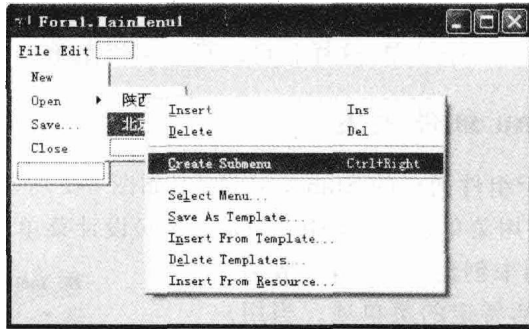 Form1.MainMenu1
File Edit
New
Open
Save...
Close
陕西
北京
Insert Ins
Delete Del
Create Submenu Ctrl+Right
Select Menu...
Save As Template...
Insert From Template...
Delete Templates...
Insert From Resource...